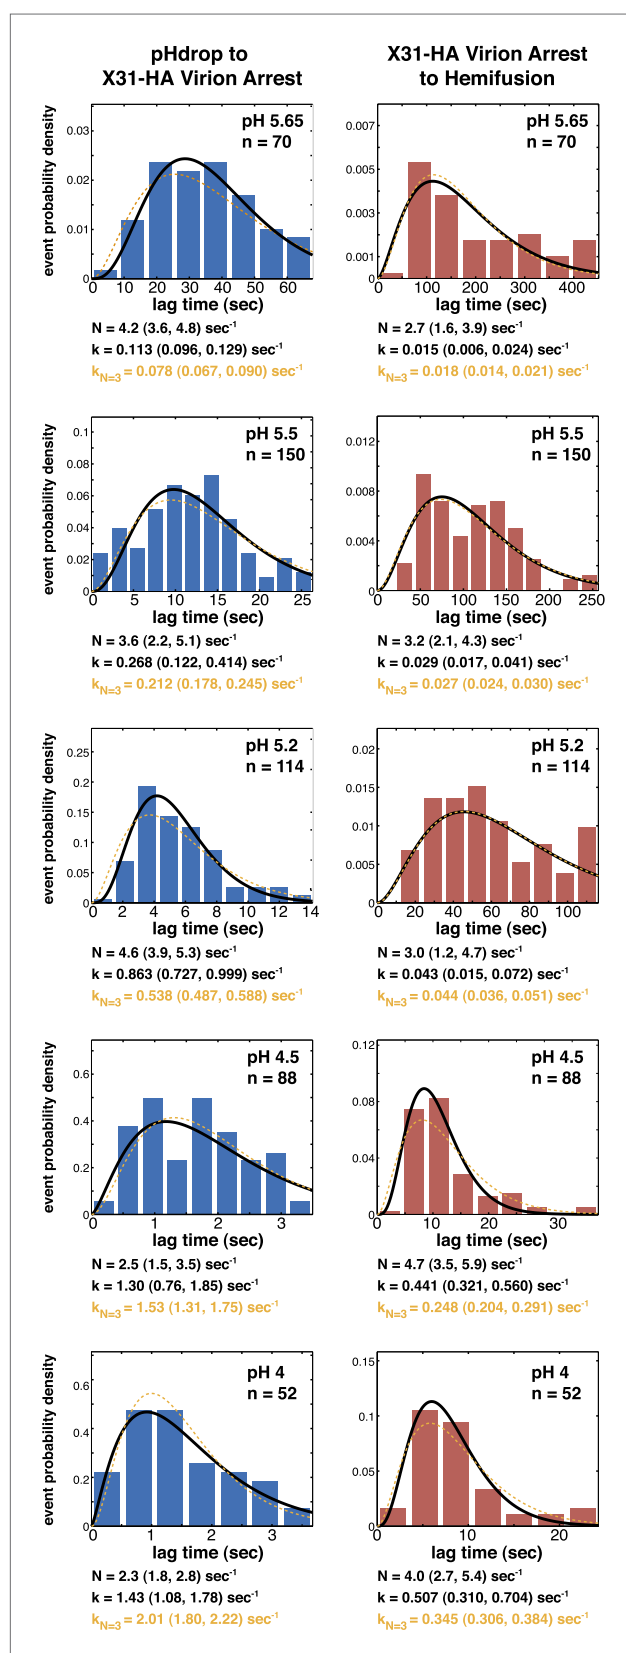 pHdrop to
X31-HA Virion Arrest
X31-HA Virion Arrest
to Hemifusion
event probability density
0.03
0.02
0.01
0
pH 5.65
n = 70
0 10 20 30 40 50 60
lag time (sec)
N = 4.2 (3.6, 4.8) sec⁻¹
k = 0.113 (0.096, 0.129) sec⁻¹
k_N=3 = 0.078 (0.067, 0.090) sec⁻¹
0.007
0.005
0.003
0.001
pH 5.65
n = 70
0 100 200 300 400
lag time (sec)
N = 2.7 (1.6, 3.9) sec⁻¹
k = 0.015 (0.006, 0.024) sec⁻¹
k_N=3 = 0.018 (0.014, 0.021) sec⁻¹
event probability density
0.1
0.08
0.06
0.04
0.02
0
pH 5.5
n = 150
0 5 10 15 20 25
lag time (sec)
N = 3.6 (2.2, 5.1) sec⁻¹
k = 0.268 (0.122, 0.414) sec⁻¹
k_N=3 = 0.212 (0.178, 0.245) sec⁻¹
0.012
0.008
0.004
0
pH 5.5
n = 150
0 50 100 150 200 250
lag time (sec)
N = 3.2 (2.1, 4.3) sec⁻¹
k = 0.029 (0.017, 0.041) sec⁻¹
k_N=3 = 0.027 (0.024, 0.030) sec⁻¹
event probability density
0.25
0.2
0.15
0.1
0.05
0
pH 5.2
n = 114
0 2 4 6 8 10 12 14
lag time (sec)
N = 4.6 (3.9, 5.3) sec⁻¹
k = 0.863 (0.727, 0.999) sec⁻¹
k_N=3 = 0.538 (0.487, 0.588) sec⁻¹
0.02
0.015
0.01
0.005
0
pH 5.2
n = 114
0 20 40 60 80 100
lag time (sec)
N = 3.0 (1.2, 4.7) sec⁻¹
k = 0.043 (0.015, 0.072) sec⁻¹
k_N=3 = 0.044 (0.036, 0.051) sec⁻¹
event probability density
0.6
0.4
0.2
0
pH 4.5
n = 88
0 1 2 3
lag time (sec)
N = 2.5 (1.5, 3.5) sec⁻¹
k = 1.30 (0.76, 1.85) sec⁻¹
k_N=3 = 1.53 (1.31, 1.75) sec⁻¹
0.12
0.08
0.04
0
pH 4.5
n = 88
0 10 20 30
lag time (sec)
N = 4.7 (3.5, 5.9) sec⁻¹
k = 0.441 (0.321, 0.560) sec⁻¹
k_N=3 = 0.248 (0.204, 0.291) sec⁻¹
event probability density
0.6
0.4
0.2
0
pH 4
n = 52
0 1 2 3
lag time (sec)
N = 2.3 (1.8, 2.8) sec⁻¹
k = 1.43 (1.08, 1.78) sec⁻¹
k_N=3 = 2.01 (1.80, 2.22) sec⁻¹
0.15
0.1
0.05
0
pH 4
n = 52
0 10 20
lag time (sec)
N = 4.0 (2.7, 5.4) sec⁻¹
k = 0.507 (0.310, 0.704) sec⁻¹
k_N=3 = 0.345 (0.306, 0.384) sec⁻¹